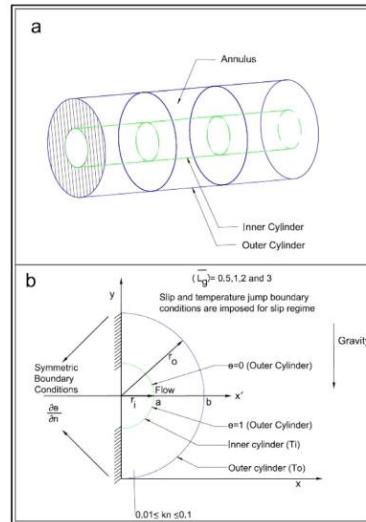 a
Annulus
Inner Cylinder
Outer Cylinder
b
(Lg)= 0.5,1,2 and 3
y
Slip and temperature jump boundary
conditions are imposed for slip regime
Symmetric
Boundary
Conditions
∂ɵ
∂n
Gravity
ro
ɵ=0 (Outer Cylinder)
Flow
ri
a
b
x'
ɵ=1 (Outer Cylinder)
Inner cylinder (Ti)
Outer cylinder (To)
x
0.01≤ kn ≤0.1